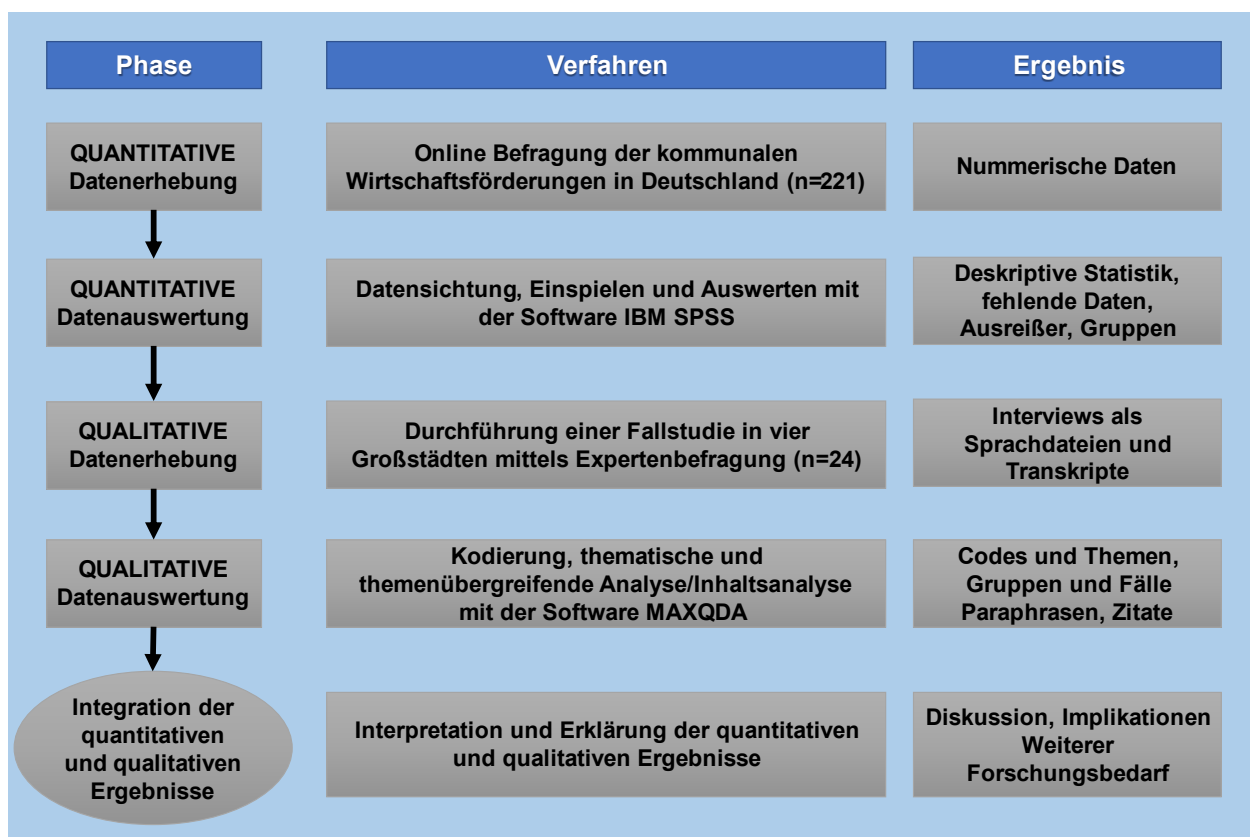 Phase
Verfahren
Ergebnis
QUANTITATIVE
Datenerhebung
Online Befragung der kommunalen
Wirtschaftsförderungen in Deutschland (n=221)
Nummerische Daten
QUANTITATIVE
Datenauswertung
Datensichtung, Einspielen und Auswerten mit
der Software IBM SPSS
Deskriptive Statistik,
fehlende Daten,
Ausreißer, Gruppen
QUALITATIVE
Datenerhebung
Durchführung einer Fallstudie in vier
Großstädten mittels Expertenbefragung (n=24)
Interviews als
Sprachdateien und
Transkripte
QUALITATIVE
Datenauswertung
Kodierung, thematische und
themenübergreifende Analyse/Inhaltsanalyse
mit der Software MAXQDA
Codes und Themen,
Gruppen und Fälle
Paraphrasen, Zitate
Integration der
quantitativen
und qualitativen
Ergebnisse
Interpretation und Erklärung der quantitativen
und qualitativen Ergebnisse
Diskussion, Implikationen
Weiterer
Forschungsbedarf